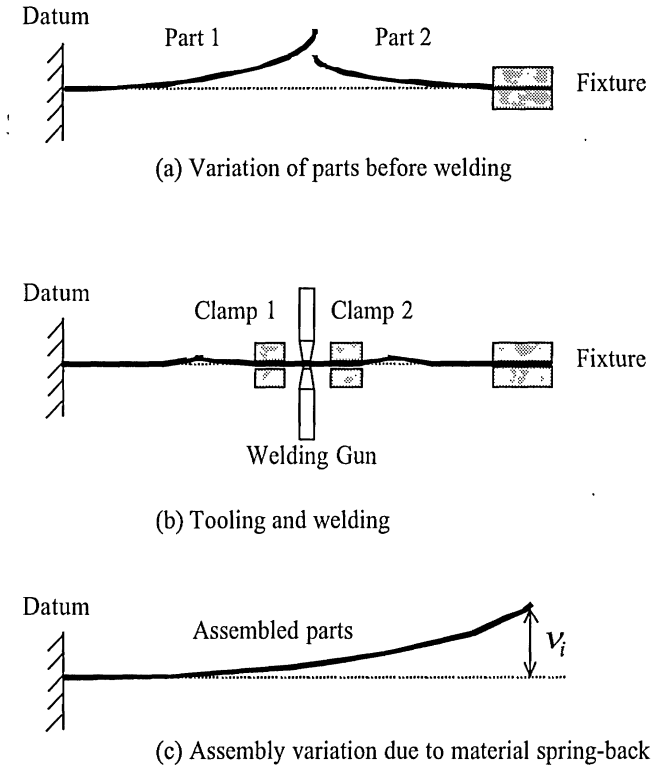 Datum
Part 1
Part 2
Fixture
(a) Variation of parts before welding
Datum
Clamp 1
Clamp 2
Fixture
Welding Gun
(b) Tooling and welding
Datum
Assembled parts
νi
(c) Assembly variation due to material spring-back